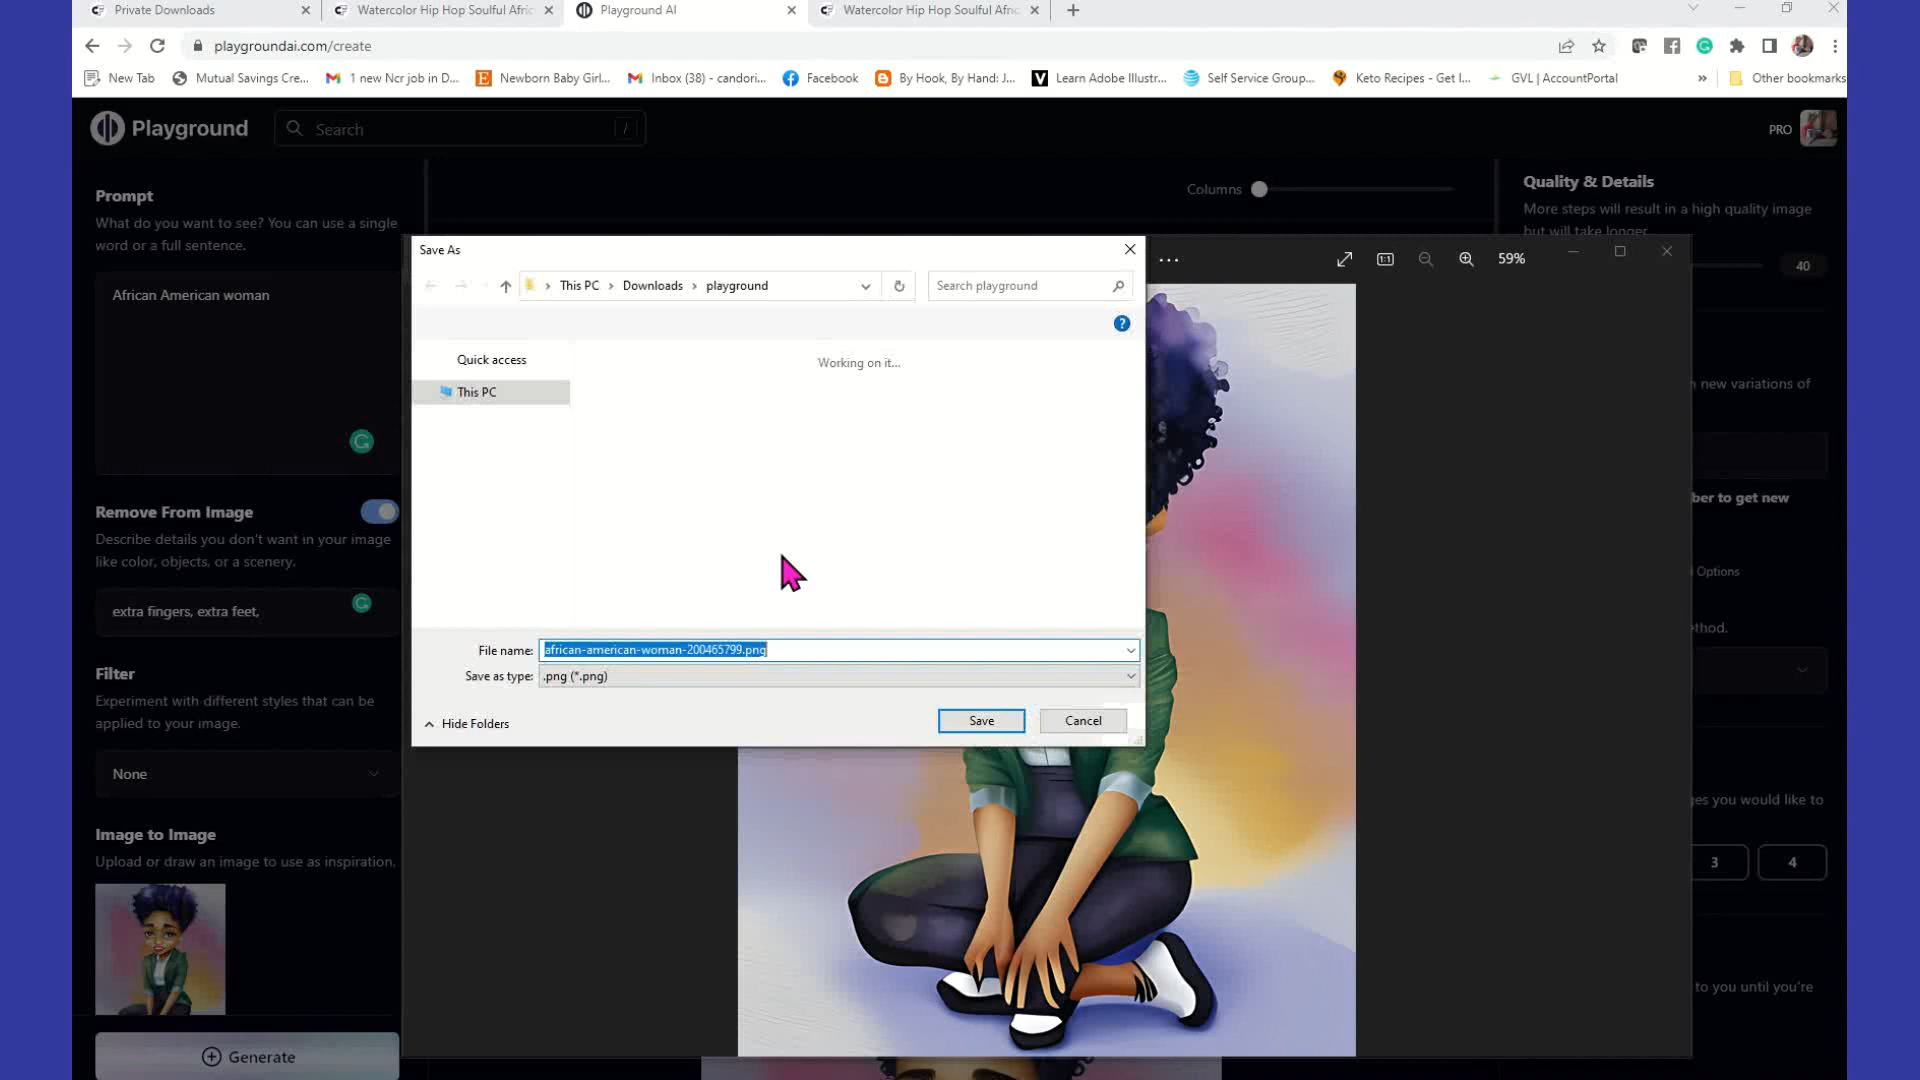 Private Downloads
Watercolor Hip Hop Soulful Afric
Playground AI
Watercolor Hip Hop Soulful Afric
playgroundai.com/create
New Tab
Mutual Savings Cre...
1 new Ncr job in D...
Newborn Baby Girl...
Inbox (38) - candori...
Facebook
By Hook, By Hand: J...
Learn Adobe Illustr...
Self Service Group...
Keto Recipes - Get I...
GVL | AccountPortal
»
Other bookmarks
Playground
Search
/
PRO
Prompt
What do you want to see? You can use a single
word or a full sentence.
African American woman
Remove From Image
Describe details you don't want in your image
like color, objects, or a scenery.
extra fingers, extra feet,
Filter
Experiment with different styles that can be
applied to your image.
None
Image to Image
Upload or draw an image to use as inspiration.
Generate
Columns
Save As
This PC > Downloads > playground
Search playground
?
Quick access
This PC
Working on it...
File name: african-american-woman-200465799.png
Save as type: .png (*.png)
Hide Folders
Save
Cancel
...
1:1
59%
Quality & Details
More steps will result in a high quality image
but will take longer
40
new variations of
ber to get new
Options
thod.
ges you would like to
3
4
to you until you're